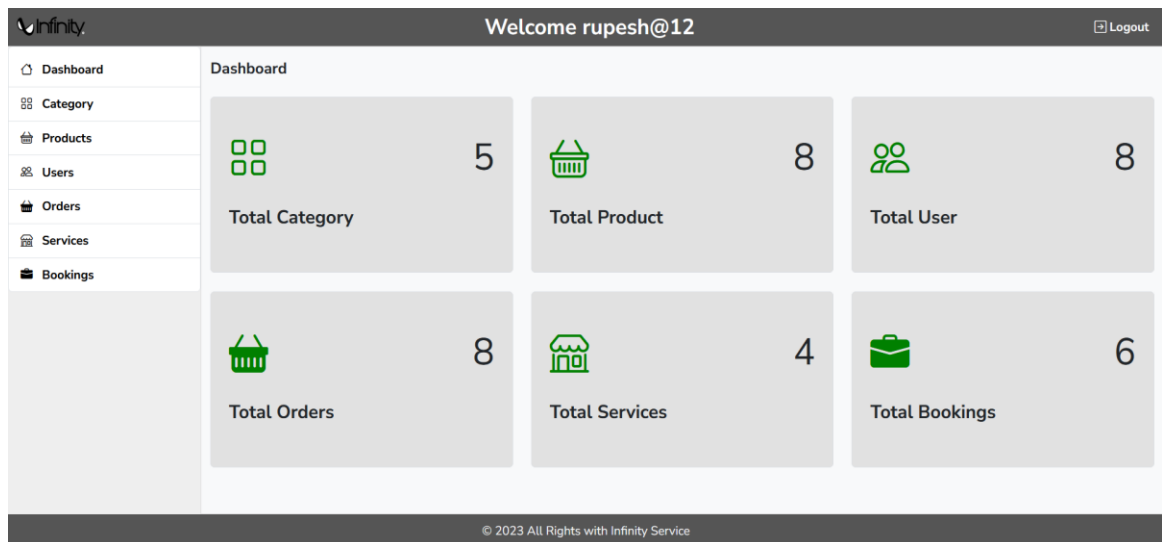 Infinity.
Welcome rupesh@12
Logout
Dashboard
Category
Products
Users
Orders
Services
Bookings
Dashboard
5
Total Category
8
Total Product
8
Total User
8
Total Orders
4
Total Services
6
Total Bookings
© 2023 All Rights with Infinity Service